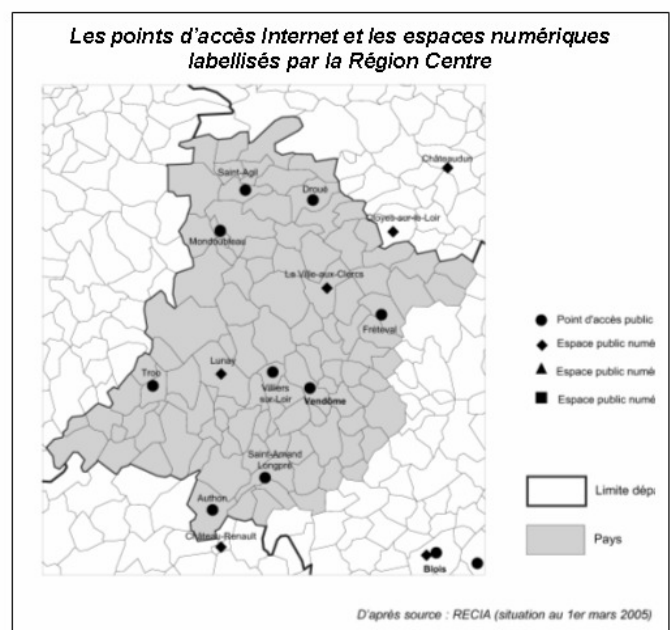 Les points d'accès Internet et les espaces numériques
labellisés par la Région Centre
Châteaudun
Saint-Agil
Droué
Cloyes-sur-le-Loir
Mondoubleau
La Ville-aux-Clercs
Fréteval
Point d'accès public
Espace public numé
Espace public numé
Espace public numé
Lunay
Troo
Villiers
sur-Loir
Vendôme
Saint-Amand
Longpré
Authon
Château-Renault
Blois
Limite dépa
Pays
D'après source : RECIA (situation au 1er mars 2005)